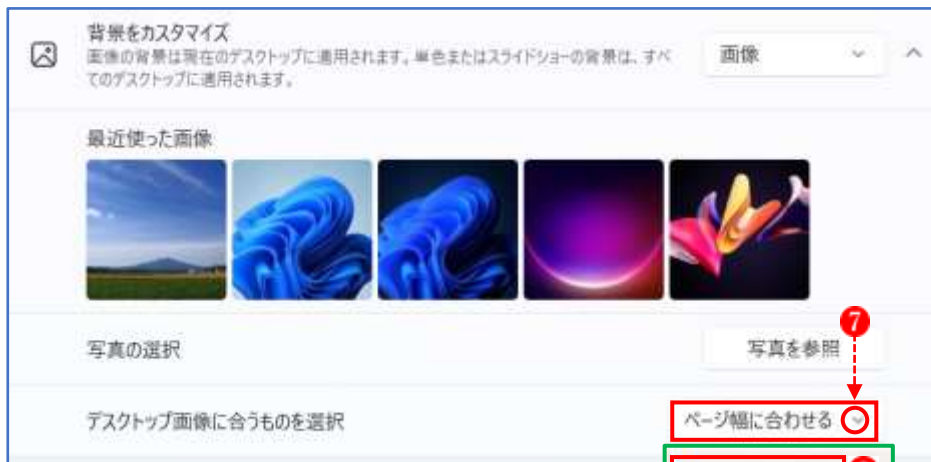 背景をカスタマイズ
画像の背景は現在のデスクトップに適用されます。単色またはスライドショーの背景は、すべ
てのデスクトップに適用されます。
画像
最近使った画像
7
写真の選択
写真を参照
デスクトップ画像に合うものを選択
ページ幅に合わせる